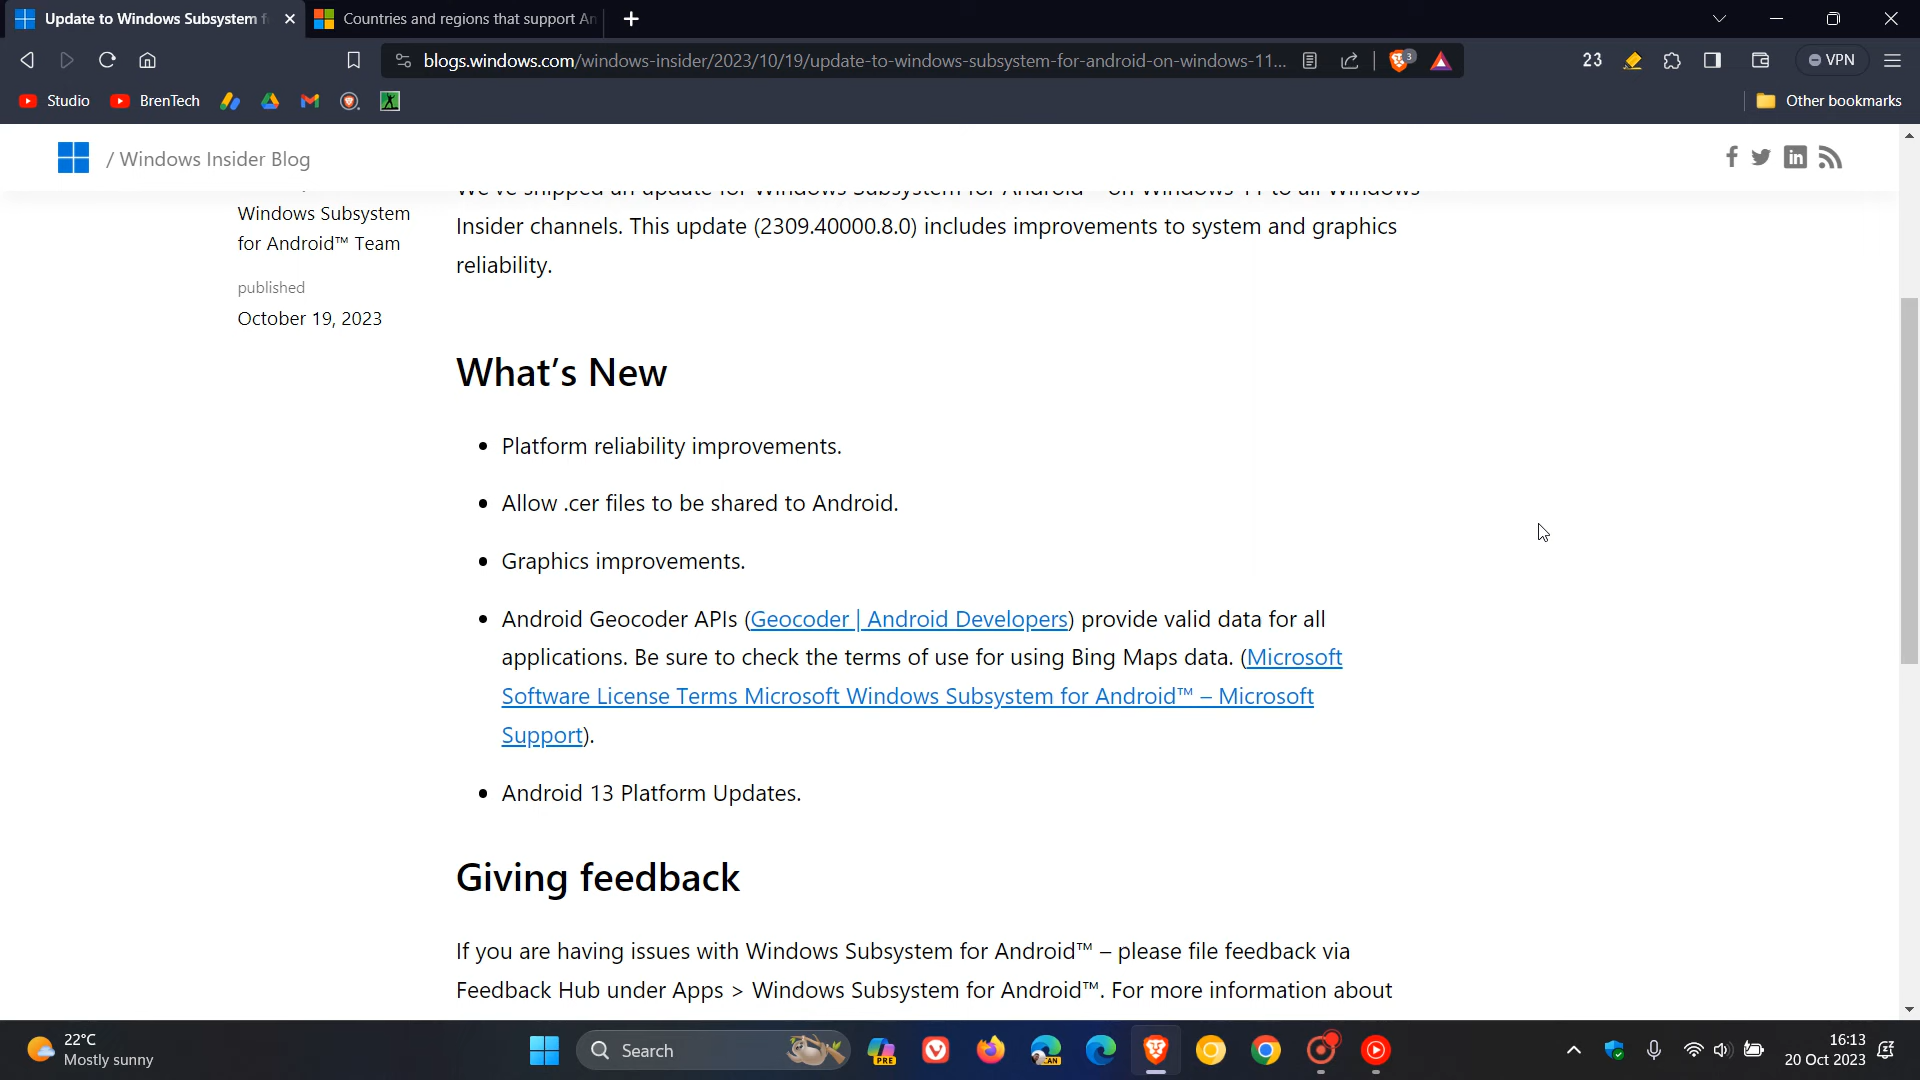 Update to Windows Subsystem f
Countries and regions that support An
blogs.windows.com/windows-insider/2023/10/19/update-to-windows-subsystem-for-android-on-windows-11...
3
23
VPN
Studio
BrenTech
Other bookmarks
/ Windows Insider Blog
We've shipped an update for Windows Subsystem for Android™ on Windows 11 to all Windows
Windows Subsystem
for Android™ Team
Insider channels. This update (2309.40000.8.0) includes improvements to system and graphics
reliability.
published
October 19, 2023
What's New
• Platform reliability improvements.
• Allow .cer files to be shared to Android.
• Graphics improvements.
• Android Geocoder APIs (Geocoder | Android Developers) provide valid data for all
applications. Be sure to check the terms of use for using Bing Maps data. (Microsoft
Software License Terms Microsoft Windows Subsystem for Android™ – Microsoft
Support).
• Android 13 Platform Updates.
Giving feedback
If you are having issues with Windows Subsystem for Android™ – please file feedback via
Feedback Hub under Apps > Windows Subsystem for Android™. For more information about
22°C
Mostly sunny
Search
PRE
CAN
16:13
20 Oct 2023